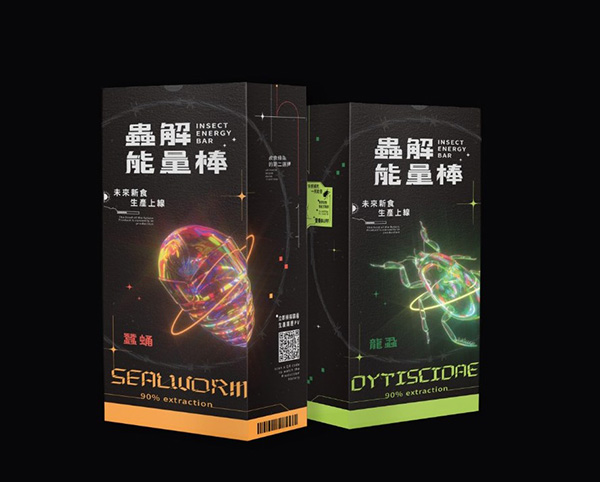 蟲解
能量棒
INSECT
ENERGY
BAR
未來新食
生產上線
蠶蛹
SEALWORM
90% extraction
蟲解
能量棒
INSECT
ENERGY
BAR
未來新食
生產上線
龍蝨
DYTISCIDAE
90% extraction